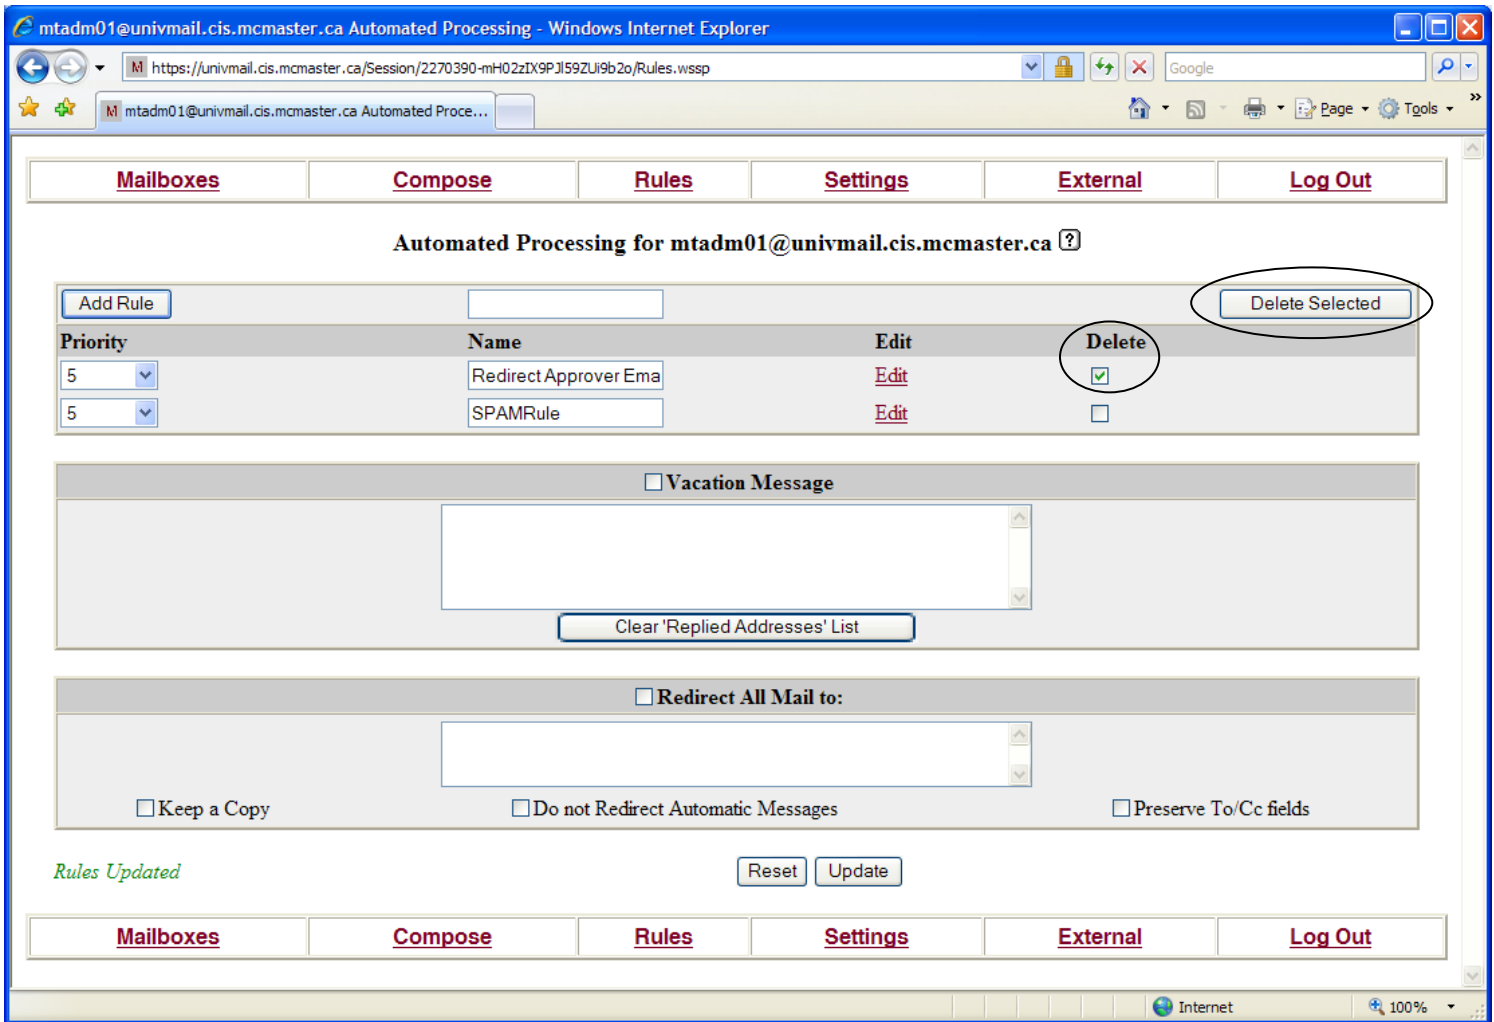 mtadm01@univmail.cis.mcmaster.ca Automated Processing - Windows Internet Explorer
https://univmail.cis.mcmaster.ca/Session/2270390-mH02zIX9PJl59ZUi9b2o/Rules.wssp Google
mtadm01@univmail.cis.mcmaster.ca Automated Proce... Page Tools »
Mailboxes Compose Rules Settings External Log Out
Automated Processing for mtadm01@univmail.cis.mcmaster.ca ?
Add Rule Delete Selected
Priority Name Edit Delete
5 Redirect Approver Ema Edit
5 SPAMRule Edit
Vacation Message
Clear 'Replied Addresses' List
Redirect All Mail to:
Keep a Copy Do not Redirect Automatic Messages Preserve To/Cc fields
Rules Updated Reset Update
Mailboxes Compose Rules Settings External Log Out
Internet 100%